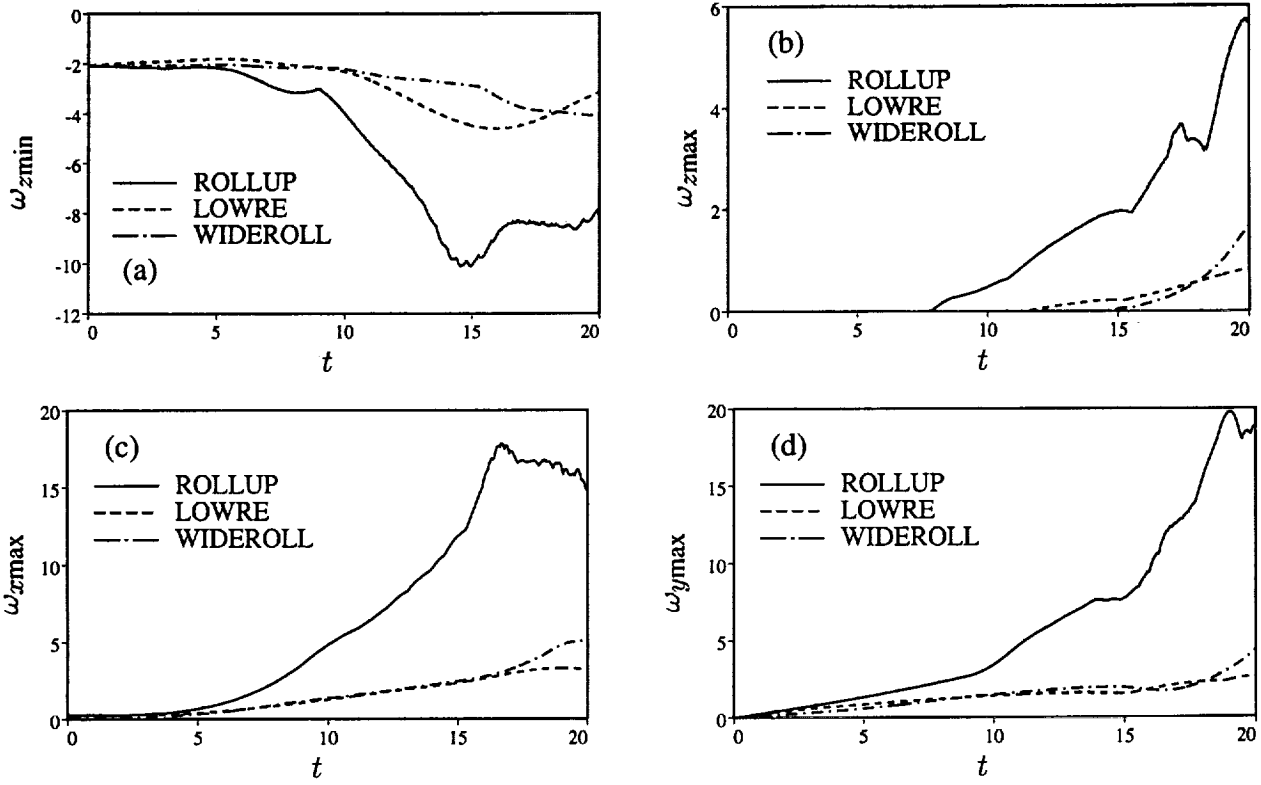 0
-2
-4
-6
-8
-10
-12
ω_zmin
ROLLUP
LOWRE
WIDEROLL
(a)
0 5 10 15 20
t
6
4
2
0
ω_zmax
(b)
ROLLUP
LOWRE
WIDEROLL
0 5 10 15 20
t
20
15
10
5
0
ω_xmax
(c)
ROLLUP
LOWRE
WIDEROLL
0 5 10 15 20
t
20
15
10
5
0
ω_ymax
(d)
ROLLUP
LOWRE
WIDEROLL
0 5 10 15 20
t